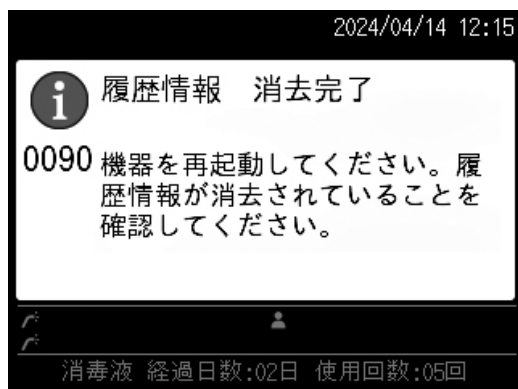 2024/04/14 12:15
履歴情報　消去完了
0090 機器を再起動してください。履
歴情報が消去されていることを
確認してください。
消毒液 経過日数:02日 使用回数:05回